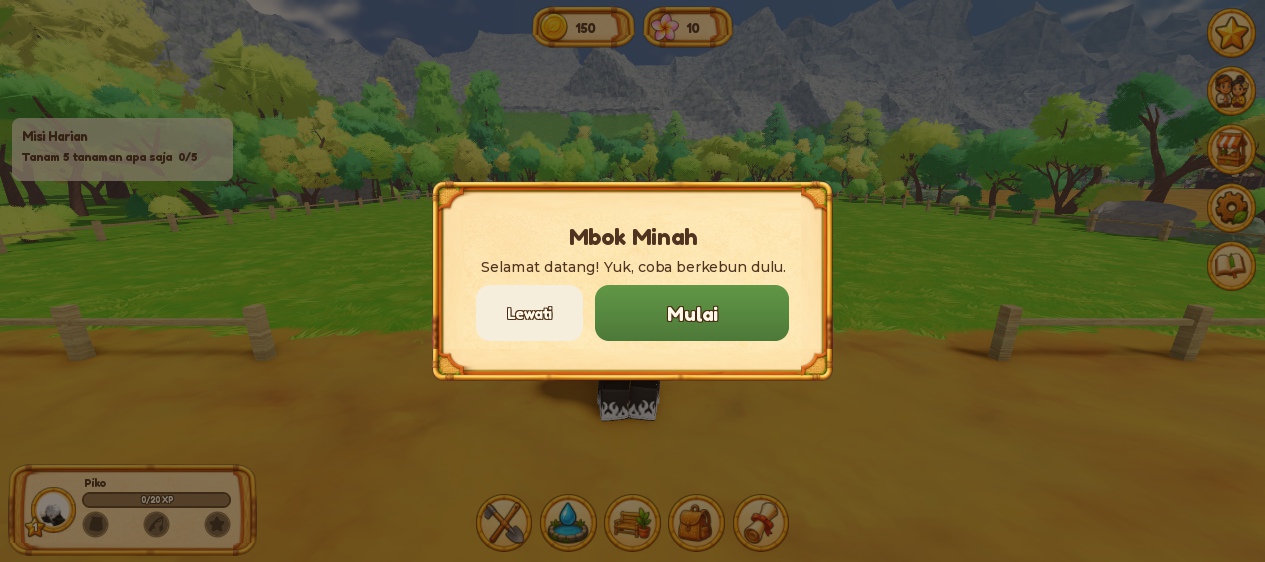 150
10
Misi Harian
Tanam 5 tanaman apa saja 0/5
Mbok Minah
Selamat datang! Yuk, coba berkebun dulu.
Lewati
Mulai
Piko
0/20 XP
1